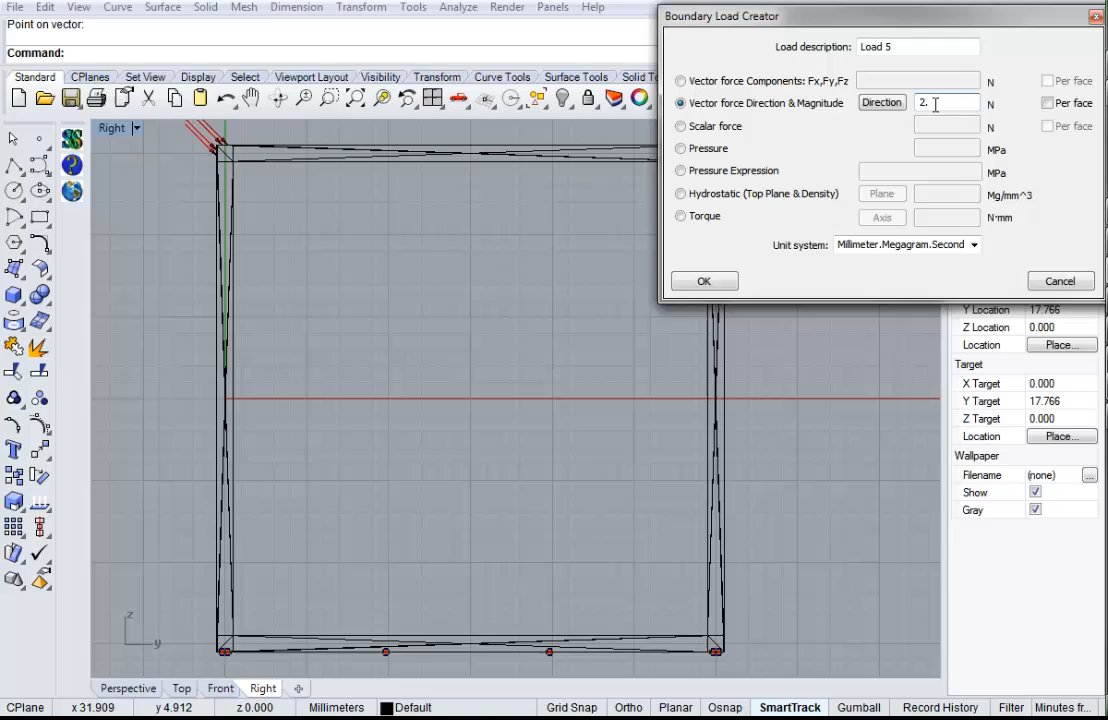 File Edit View Curve Surface Solid Mesh Dimension Transform Tools Analyze Render Panels Help
Point on vector:
Command:
Standard CPlanes Set View Display Select Viewport Layout Visibility Transform Curve Tools Surface Tools Solid To
Boundary Load Creator
Load description: Load 5
Vector force Components: Fx,Fy,Fz N Per face
Vector force Direction & Magnitude Direction 2. N Per face
Scalar force N Per face
Pressure MPa
Pressure Expression MPa
Hydrostatic (Top Plane & Density) Plane Mg/mm^3
Torque Axis N·mm
Unit system: Millimeter.Megagram.Second
OK Cancel
Right
Y Location 17.766
Z Location 0.000
Location Place...
Target
X Target 0.000
Y Target 17.766
Z Target 0.000
Location Place...
Wallpaper
Filename (none) ...
Show
Gray
z
y
Perspective Top Front Right
CPlane x 31.909 y 4.912 z 0.000 Millimeters Default Grid Snap Ortho Planar Osnap SmartTrack Gumball Record History Filter Minutes fr...